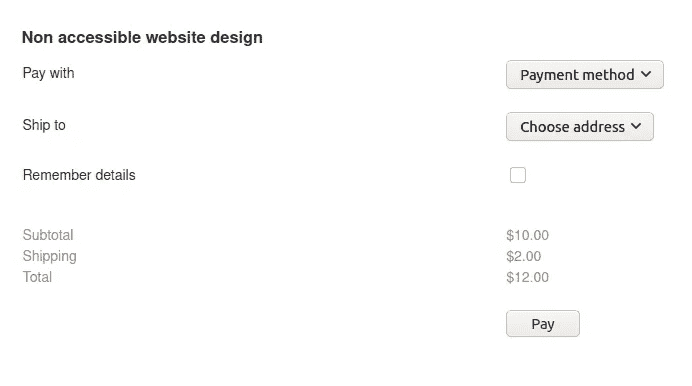 Non accessible website design
Pay with Payment method
Ship to Choose address
Remember details
Subtotal $10.00
Shipping $2.00
Total $12.00
Pay